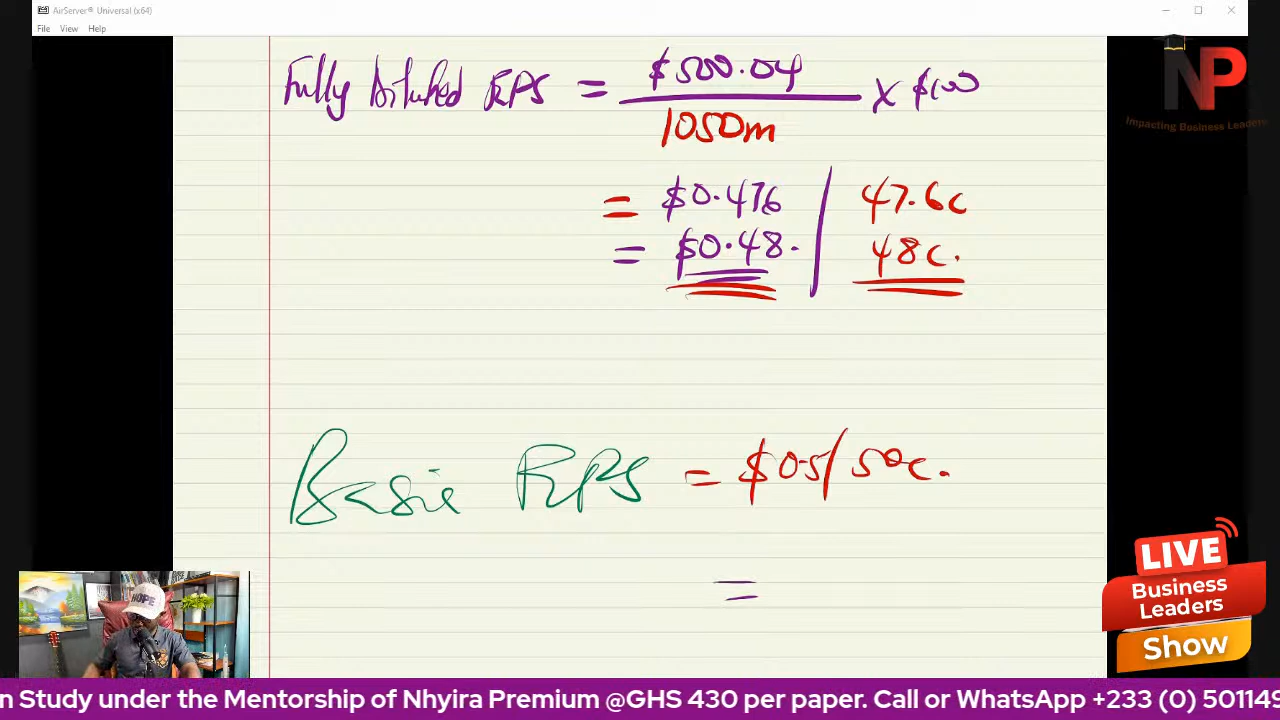 AirServer® Universal (x64)
File View Help
NP
Impacting Business Leaders
Fully Diluted EPS = $500.04 x $100
1050m
= $0.476 | 47.6c
= $0.48. | 48c.
Basic EPS = $0.5/50c.
=
LIVE
Business
Leaders
Show
n Study under the Mentorship of Nhyira Premium @GHS 430 per paper. Call or WhatsApp +233 (0) 501149